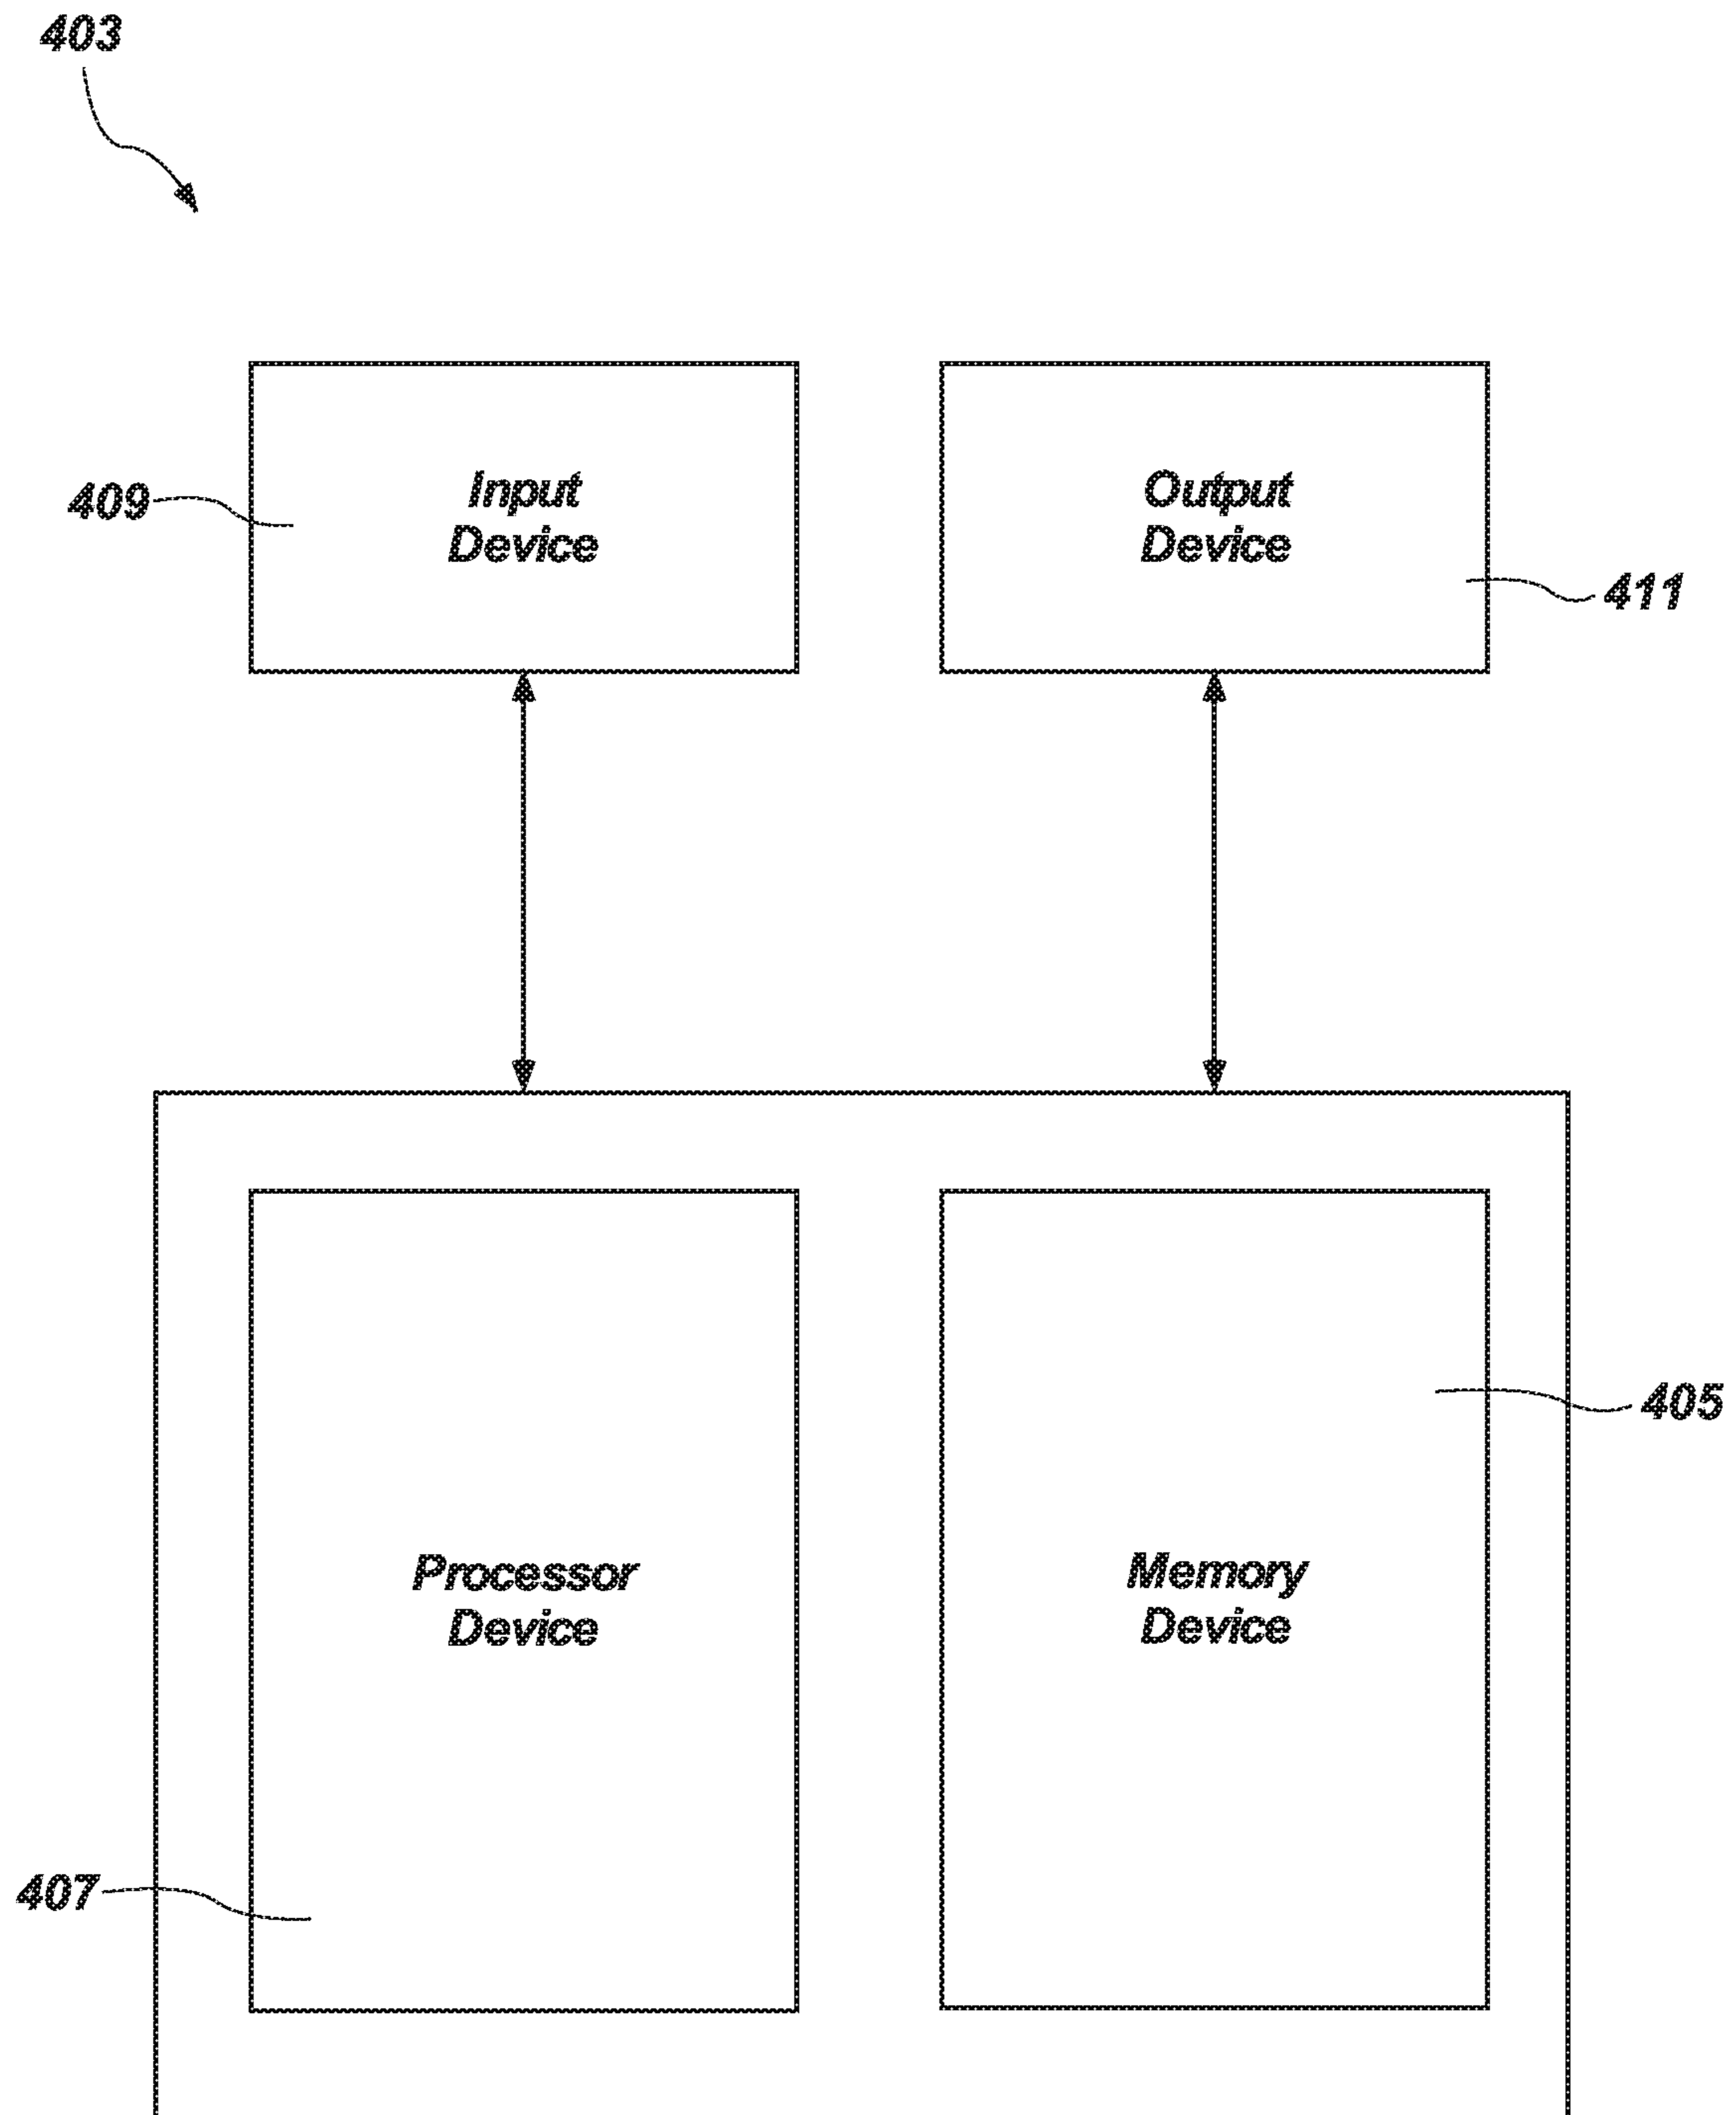 403
409
Input
Device
Output
Device
411
405
Processor
Device
Memory
Device
407